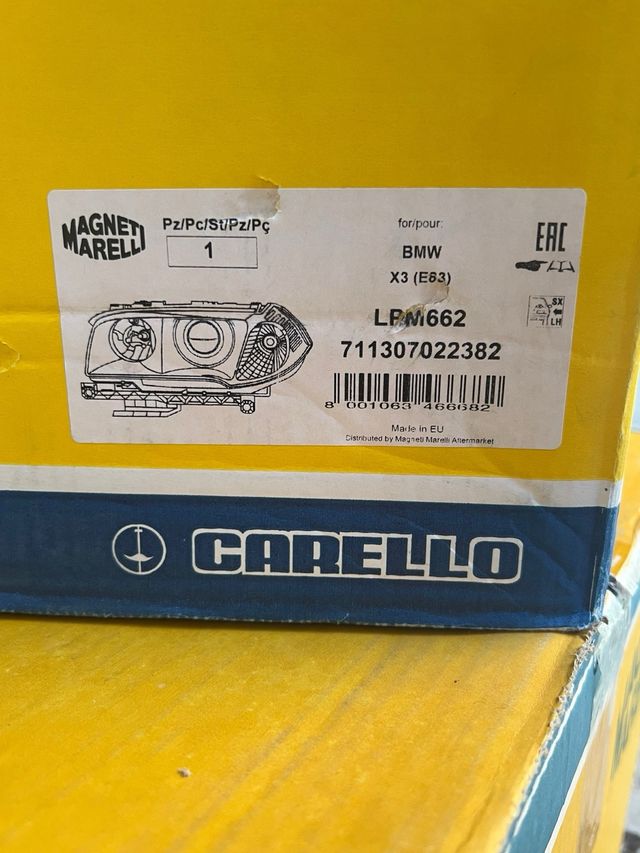 MAGNETI
MARELLI
Pz/Pc/St/Pz/Pç
1
for/pour:
BMW
X3 (E83)
EAC
SX
LH
LPM662
711307022382
8 001063 466682
Made in EU
Distributed by Magneti Marelli Aftermarket
CARELLO